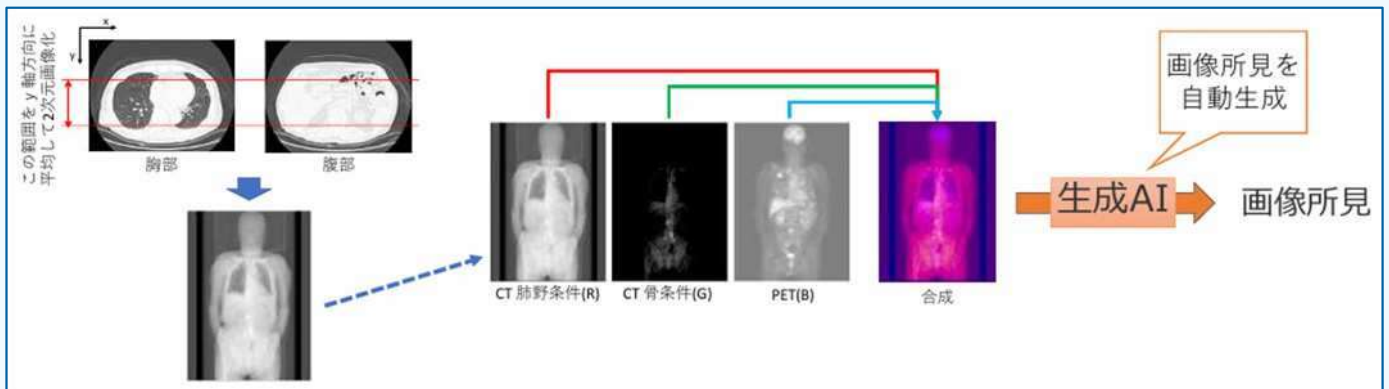 x
y
この範囲を y 軸方向に
平均して2次元画像化
胸部
腹部
CT 肺野条件(R)
CT 骨条件(G)
PET(B)
合成
画像所見を
自動生成
生成AI
画像所見